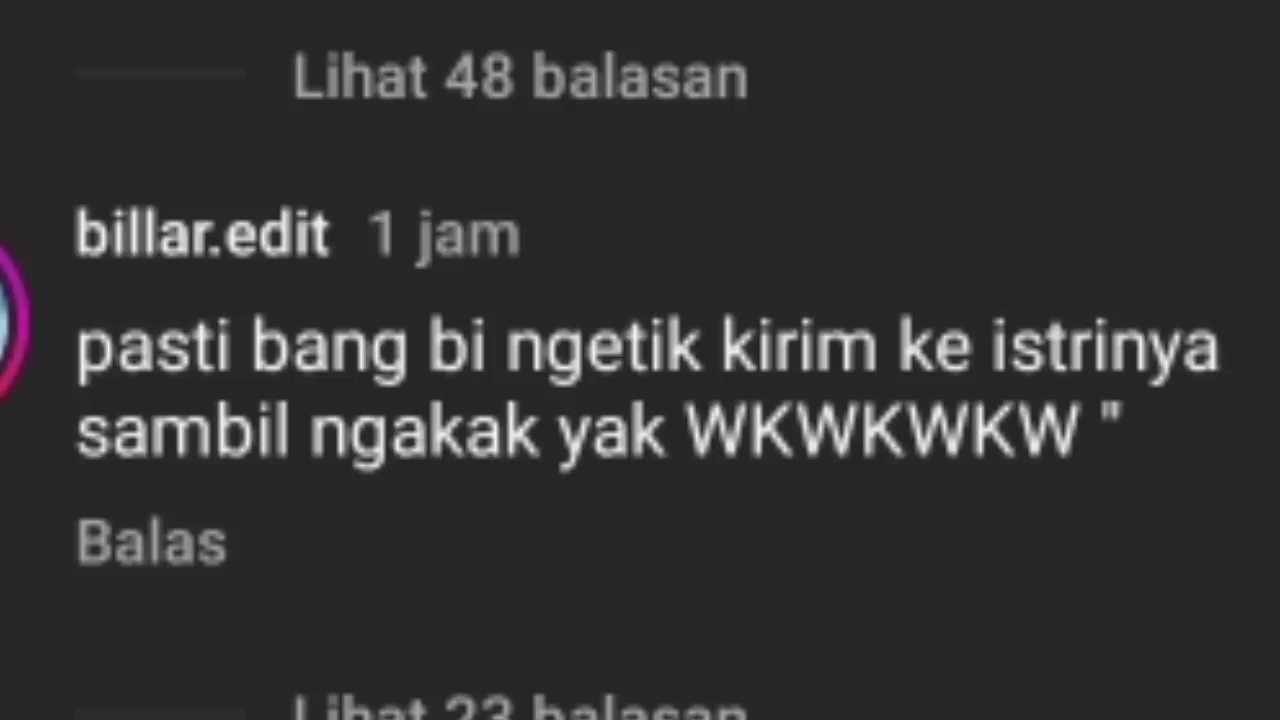 Lihat 48 balasan
billar.edit 1 jam
pasti bang bi ngetik kirim ke istrinya
sambil ngakak yak WKWKWKW "
Balas
Lihat 23 balasan